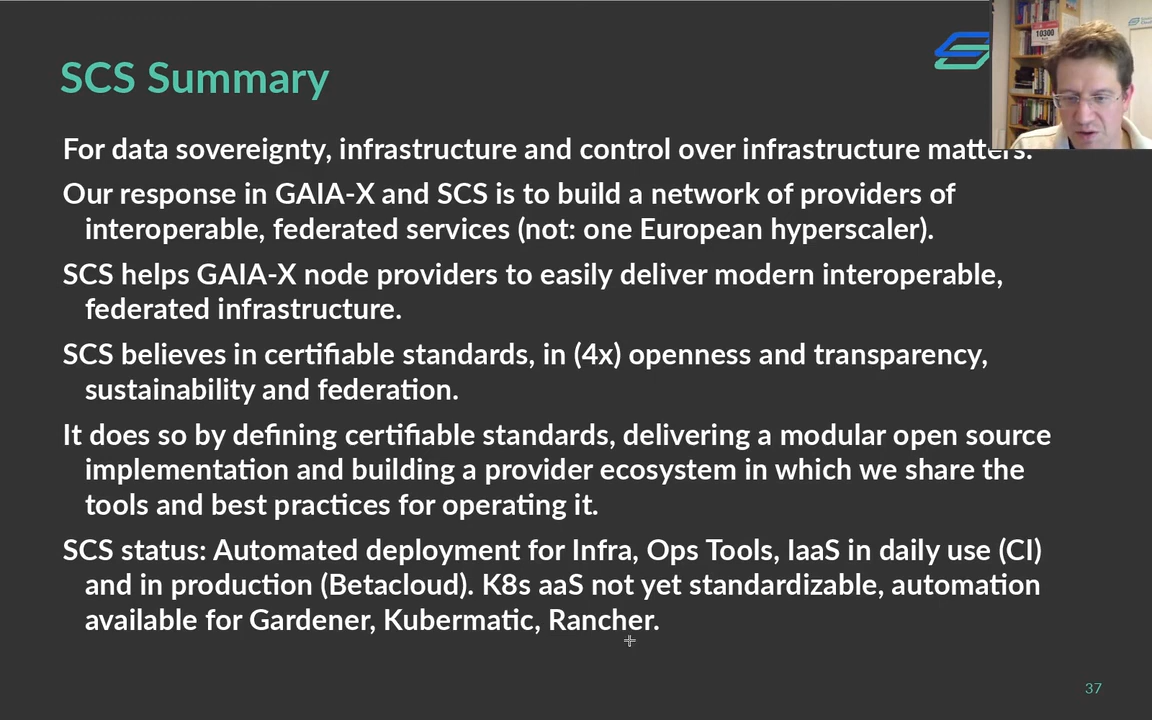 SCS Summary
10300
For data sovereignty, infrastructure and control over infrastructure matters.
Our response in GAIA-X and SCS is to build a network of providers of
interoperable, federated services (not: one European hyperscaler).
SCS helps GAIA-X node providers to easily deliver modern interoperable,
federated infrastructure.
SCS believes in certifiable standards, in (4x) openness and transparency,
sustainability and federation.
It does so by defining certifiable standards, delivering a modular open source
implementation and building a provider ecosystem in which we share the
tools and best practices for operating it.
SCS status: Automated deployment for Infra, Ops Tools, IaaS in daily use (CI)
and in production (Betacloud). K8s aaS not yet standardizable, automation
available for Gardener, Kubermatic, Rancher.
37